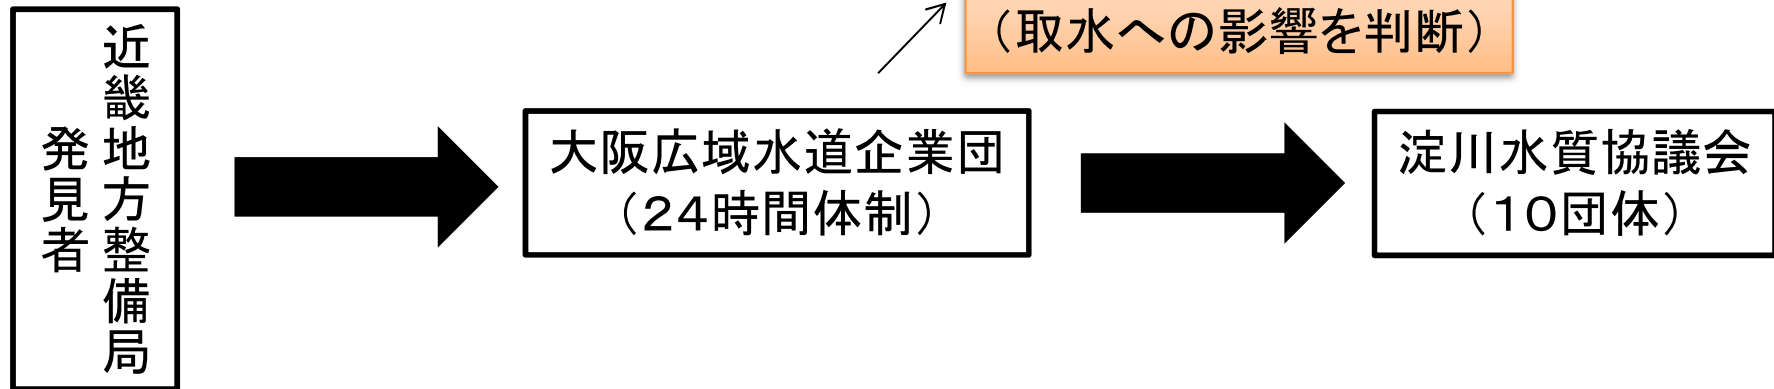 近畿地方整備局
発見者
（取水への影響を判断）
大阪広域水道企業団
（２４時間体制）
淀川水質協議会
（１０団体）